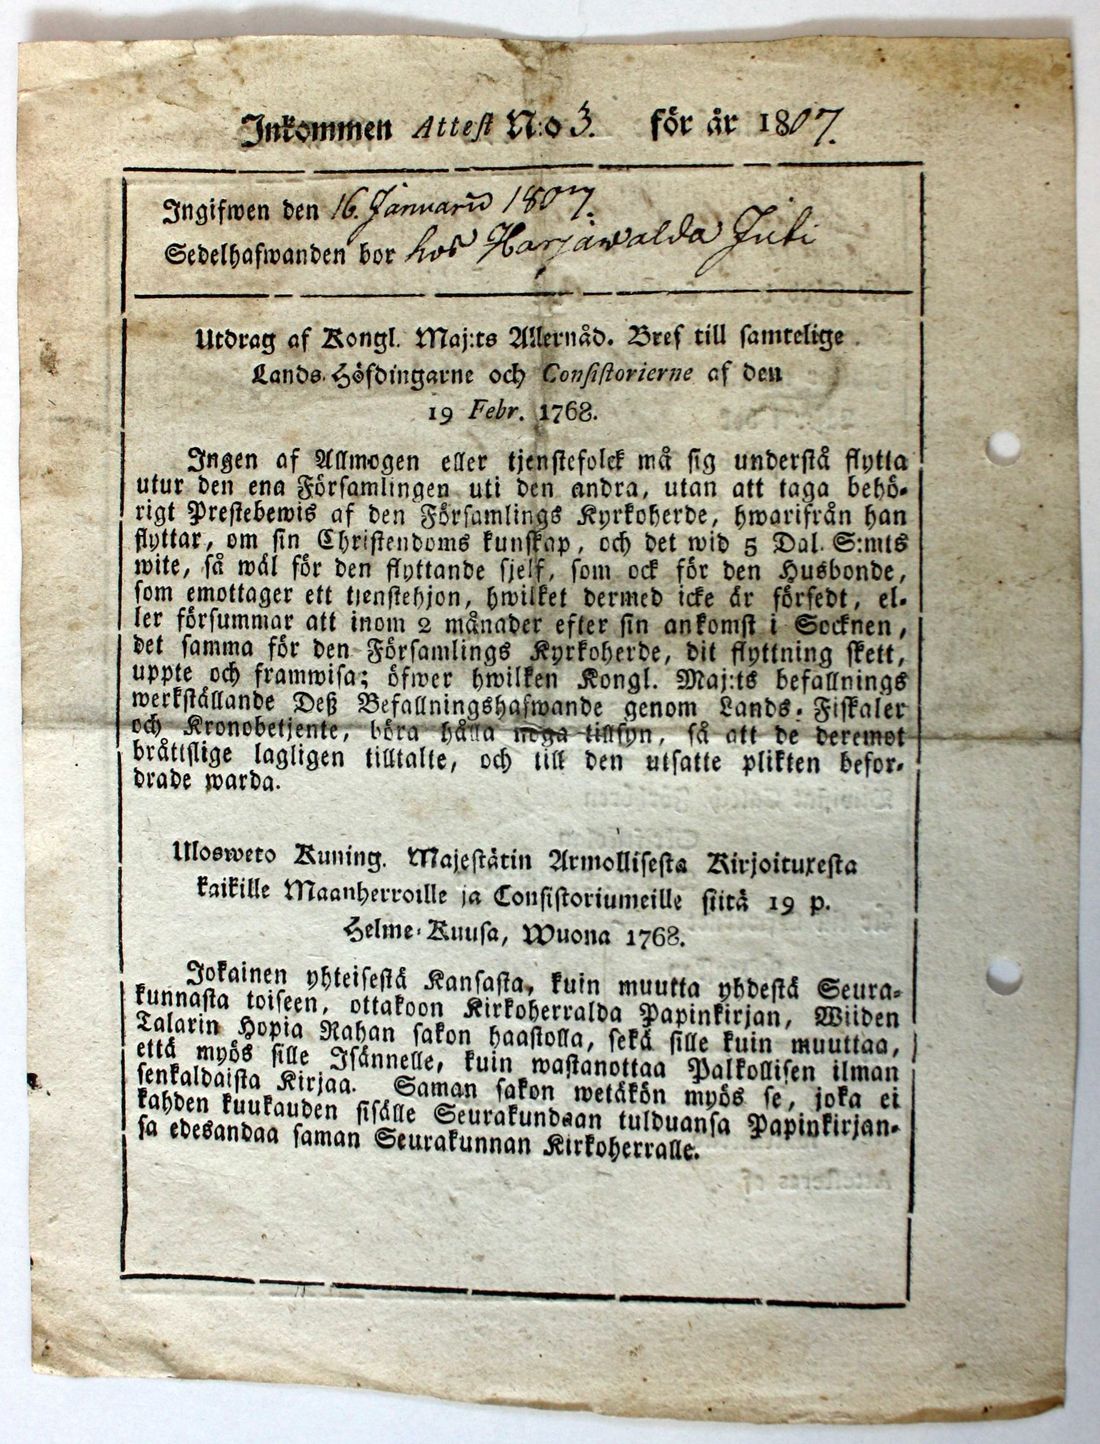 Inkommen Attest N:o 3. för år 1807.
Ingifwen den 16. Januarii 1807.
Sedelhafwanden bor hos Harjawalda Juti
Utdrag af Kongl. Maj:ts Allernåd. Bref till samtelige
Lands-Höfdingarne och Consistorierne af den
19 Febr. 1768.
Ingen af Allmogen eller tjenstefolck må sig understå flytta
utur den ena Församlingen uti den andra, utan att taga behö-
rigt Prestebewis af den Församlings Kyrkoherde, hwarifrån han
flyttar, om sin Christendoms kunskap, och det wid 5 Dal. S:mts
wite, så wäl för den flyttande sjelf, som ock för den Husbonde,
som emottager ett tjenstehjon, hwilket dermed icke är försedt, el-
ler försummar att inom 2 månader efter sin ankomst i Socknen,
det samma för den Församlings Kyrkoherde, dit flyttning skett,
uppte och framwisa; öfwer hwilken Kongl. Maj:ts befallnings
werkställande Deß Befallningshafwande genom Lands-Fiskaler
och Kronobetjente, böra hålla noga tillsyn, så att de deremot
bråttslige lagligen tilltalte, och till den utsatte plikten befor-
drade warda.
Ulosweto Kuning. Majestätin Armollisesta Kirjoituxesta
kaikille Maanherroille ja Consistoriumeille siitä 19 p.
Helme-Kuusa, Wuona 1768.
Jokainen yhteisestä Kansasta, kuin muutta yhdestä Seura-
kunnasta toiseen, ottakoon Kirkoherralda Papinkirjan, Wiiden
Talarin Hopia Rahan sakon haastolla, sekä sille kuin muuttaa,
että myös sille Isännelle, kuin wastanottaa Palkollisen ilman
senkaldaista Kirjaa. Saman sakon wetäkön myös se, joka ei
kahden kuukauden sisälle Seurakundaan tulduansa Papinkirjan-
sa edesandaa saman Seurakunnan Kirkoherralle.